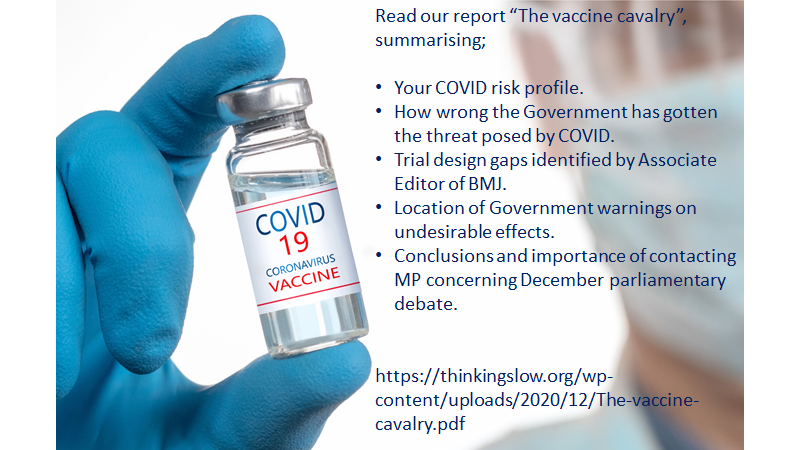 Read our report “The vaccine cavalry”,
summarising;
• Your COVID risk profile.
• How wrong the Government has gotten
the threat posed by COVID.
• Trial design gaps identified by Associate
Editor of BMJ.
• Location of Government warnings on
undesirable effects.
• Conclusions and importance of contacting
MP concerning December parliamentary
debate.
https://thinkingslow.org/wp-
content/uploads/2020/12/The-vaccine-
cavalry.pdf
COVID
19
CORONAVIRUS
VACCINE